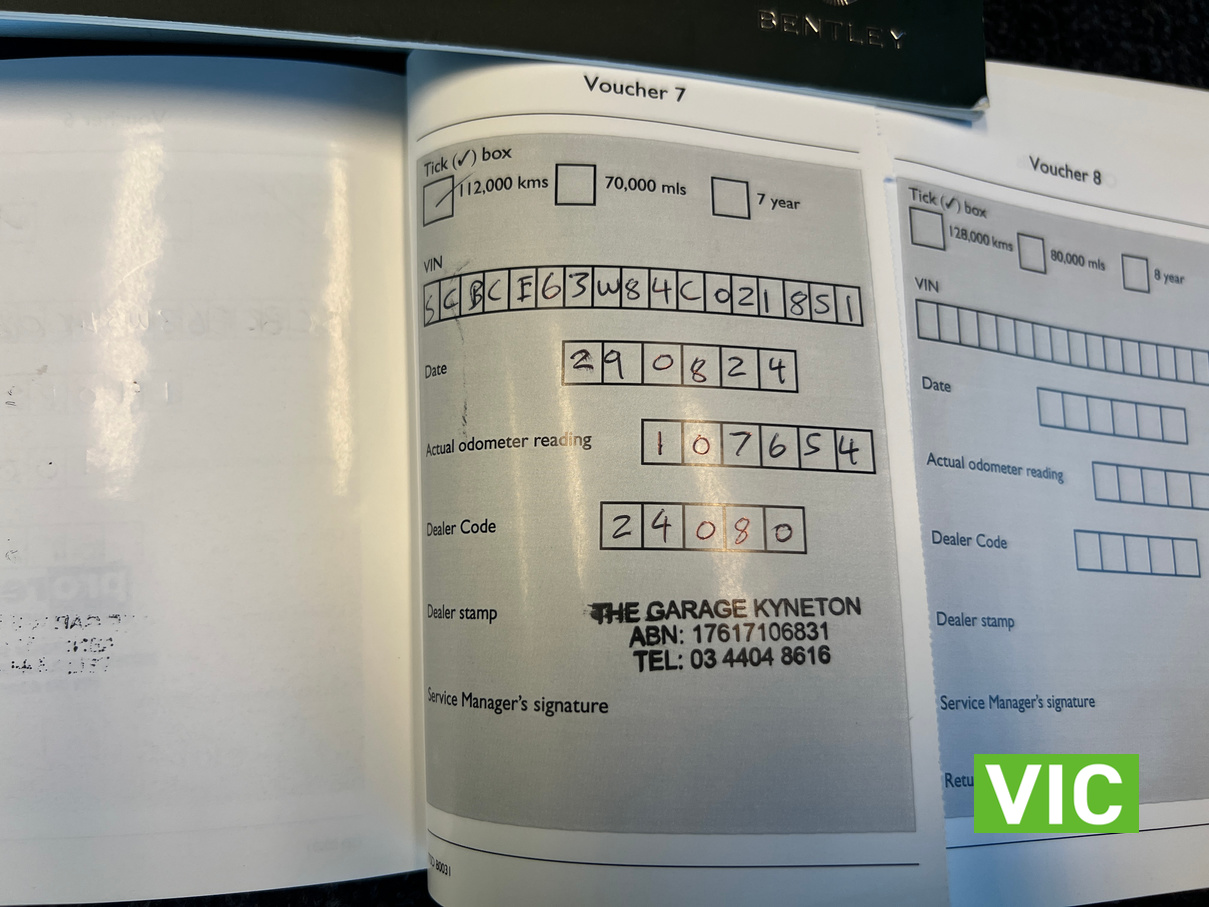 BENTLEY
Voucher 7
Tick (✓) box
112,000 kms
70,000 mls
7 year
VIN
SCBCE63W84C021851
Date
290824
Actual odometer reading
107654
Dealer Code
24080
Dealer stamp
THE GARAGE KYNETON
ABN: 17617106831
TEL: 03 4404 8616
Service Manager's signature
Voucher 8
Tick (✓) box
128,000 kms
80,000 mls
8 year
VIN
Date
Actual odometer reading
Dealer Code
Dealer stamp
Service Manager's signature
Retu
VIC